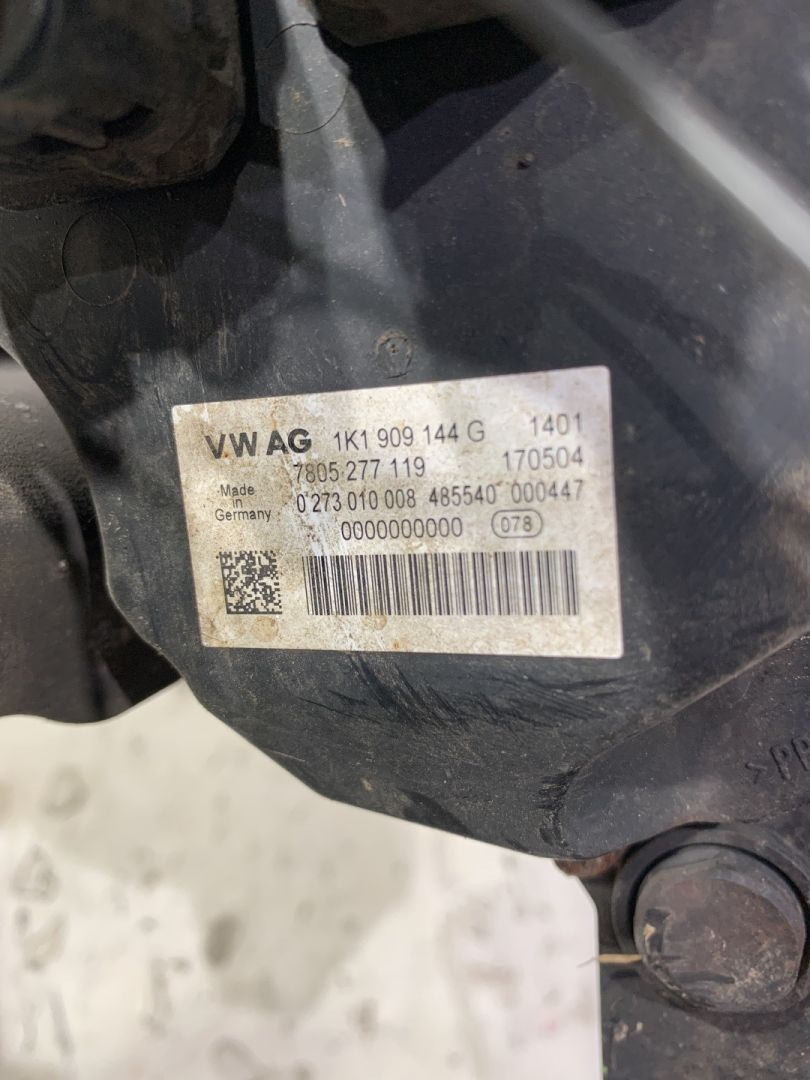 VW AG 1K1 909 144 G 1401
7805 277 119 170504
Made in Germany 0 273 010 008 485540 000447
0000000000 078
>PP